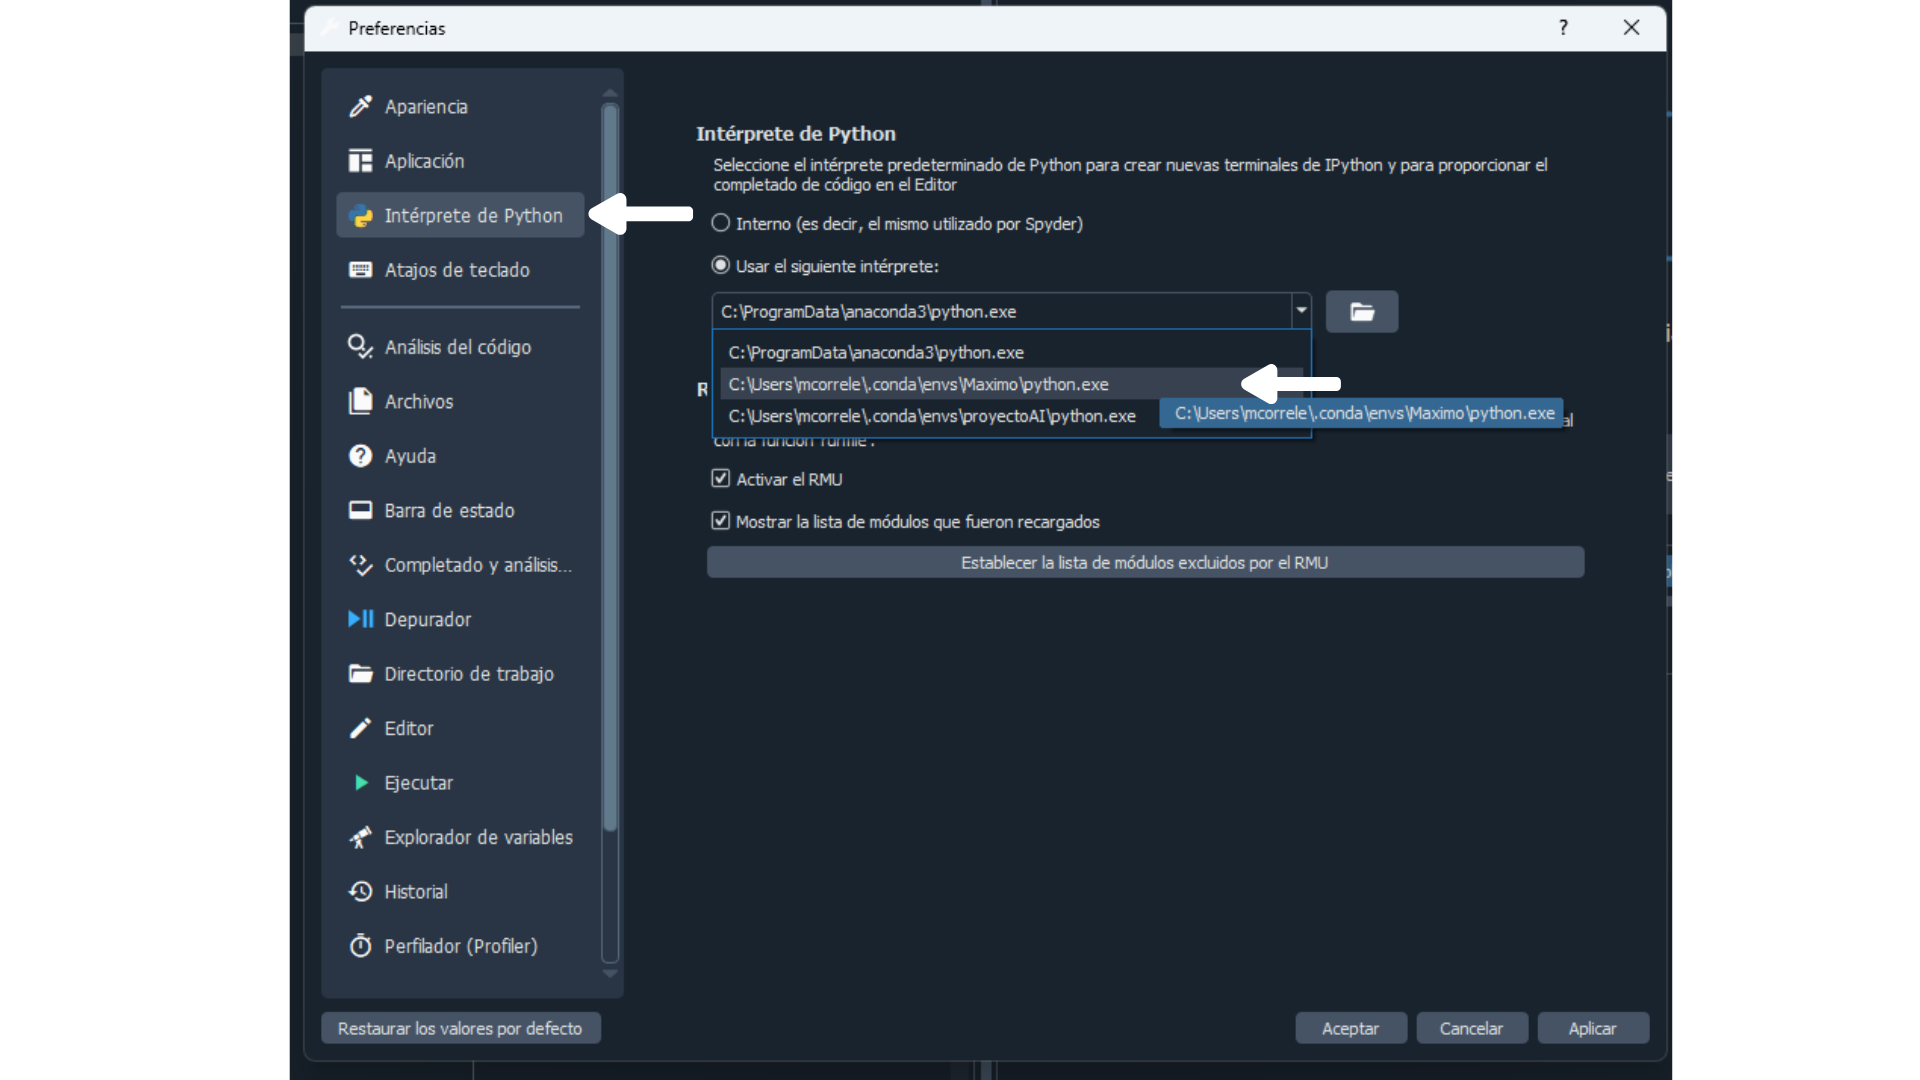 Preferencias
?
Apariencia
Aplicación
Intérprete de Python
Atajos de teclado
Análisis del código
Archivos
Ayuda
Barra de estado
Completado y análisis...
Depurador
Directorio de trabajo
Editor
Ejecutar
Explorador de variables
Historial
Perfilador (Profiler)
Intérprete de Python
Seleccione el intérprete predeterminado de Python para crear nuevas terminales de IPython y para proporcionar el
completado de código en el Editor
Interno (es decir, el mismo utilizado por Spyder)
Usar el siguiente intérprete:
C:\ProgramData\anaconda3\python.exe
C:\ProgramData\anaconda3\python.exe
C:\Users\mcorrele\.conda\envs\Maximo\python.exe
C:\Users\mcorrele\.conda\envs\proyectoAI\python.exe
C:\Users\mcorrele\.conda\envs\Maximo\python.exe
con la función
Activar el RMU
Mostrar la lista de módulos que fueron recargados
Establecer la lista de módulos excluidos por el RMU
Restaurar los valores por defecto
Aceptar
Cancelar
Aplicar